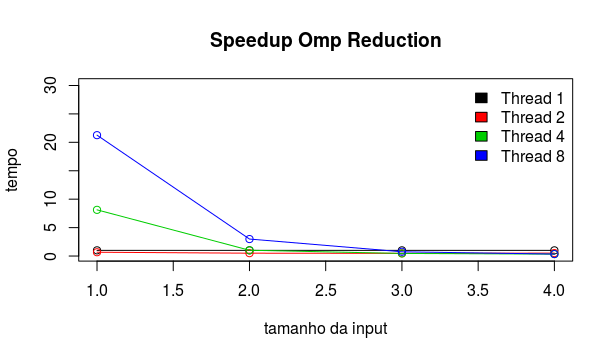 Speedup Omp Reduction
tempo
30
10
5
0
Thread 1
Thread 2
Thread 4
Thread 8
1.0 1.5 2.0 2.5 3.0 3.5 4.0
tamanho da input